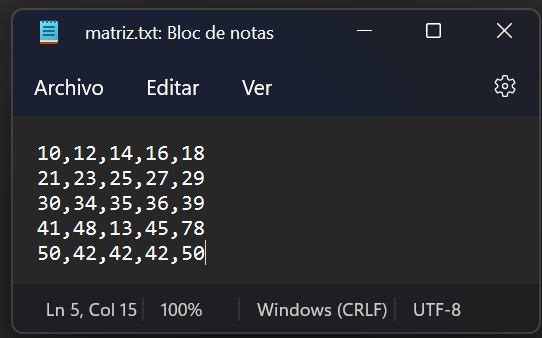 matriz.txt: Bloc de notas
Archivo Editar Ver
10,12,14,16,18
21,23,25,27,29
30,34,35,36,39
41,48,13,45,78
50,42,42,42,50
Ln 5, Col 15 100% Windows (CRLF) UTF-8